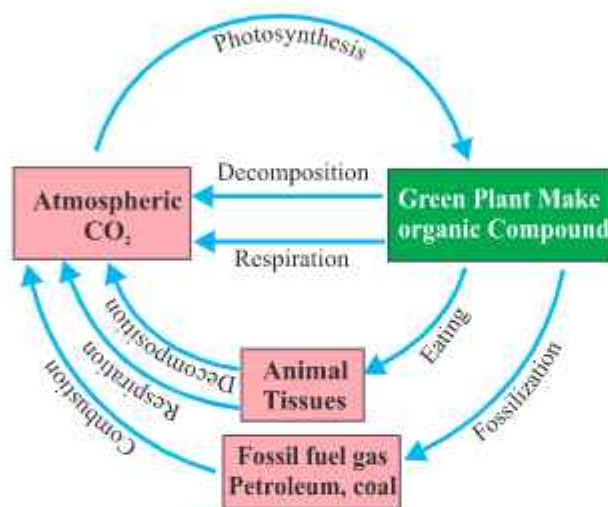 Photosynthesis
Decomposition
Atmospheric
CO₂
Green Plant Make
organic Compound
Respiration
Decomposition
Respiration
Combustion
Eating
Fossilization
Animal
Tissues
Fossil fuel gas
Petroleum, coal